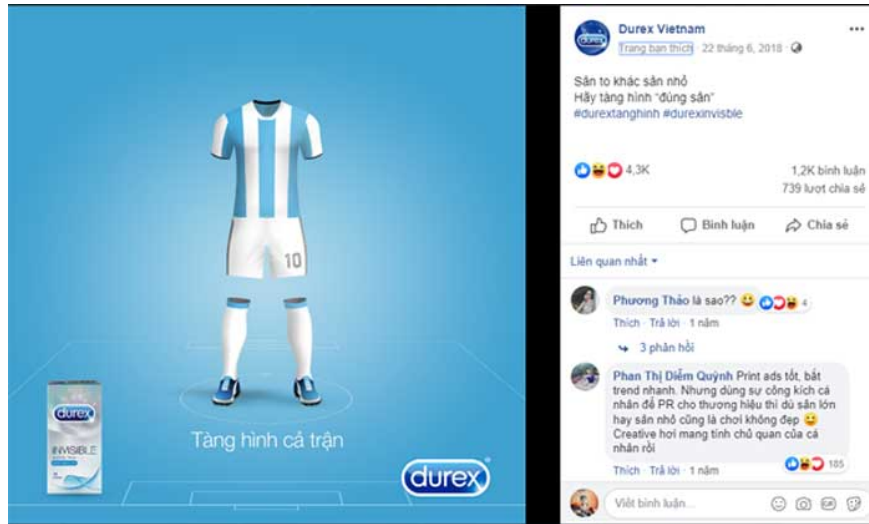 Durex Vietnam
Trang bạn thích · 22 tháng 6, 2018
Sân to khác sân nhỏ
Hãy tàng hình "đúng sân"
#durextanghinh #durexinvisble
4,3K
1,2K bình luận
739 lượt chia sẻ
Thích Bình luận Chia sẻ
Liên quan nhất
Phương Thảo là sao??
4
Thích · Trả lời · 1 năm
3 phản hồi
Phan Thị Diễm Quỳnh Print ads tốt, bắt
trend nhanh. Nhưng dùng sự công kích cá
nhân để PR cho thương hiệu thì dù sân lớn
hay sân nhỏ cũng là chơi không đẹp
Creative hơi mang tính chủ quan của cá
nhân rồi
185
Thích · Trả lời · 1 năm
Viết bình luận...
GIF
10
durex
INVISIBLE
Tàng hình cả trận
durex